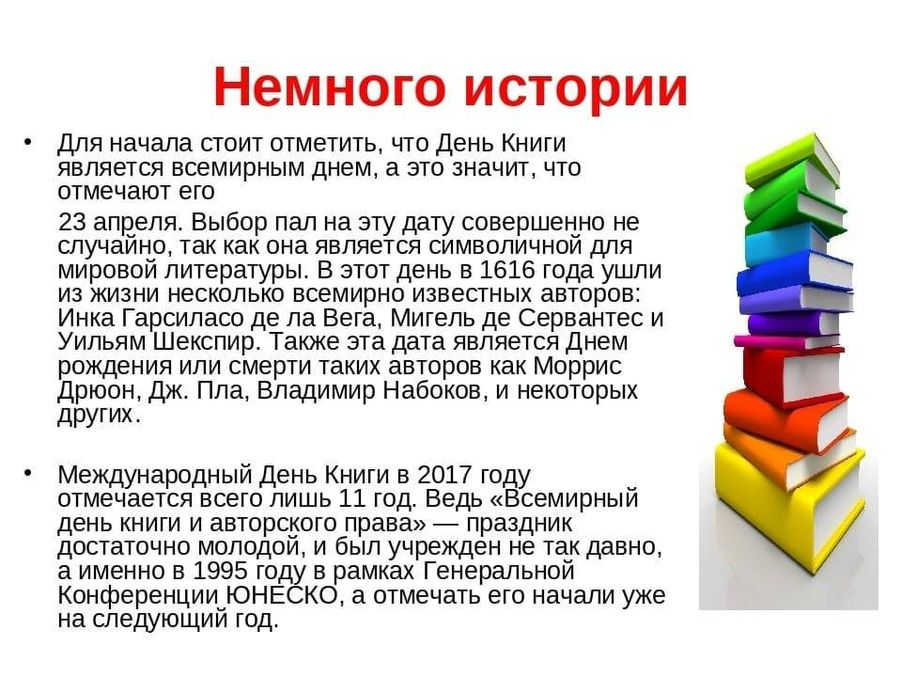 Немного истории
• Для начала стоит отметить, что День Книги
является всемирным днем, а это значит, что
отмечают его
23 апреля. Выбор пал на эту дату совершенно не
случайно, так как она является символичной для
мировой литературы. В этот день в 1616 года ушли
из жизни несколько всемирно известных авторов:
Инка Гарсиласо де ла Вега, Мигель де Сервантес и
Уильям Шекспир. Также эта дата является Днем
рождения или смерти таких авторов как Моррис
Дрюон, Дж. Пла, Владимир Набоков, и некоторых
других.
• Международный День Книги в 2017 году
отмечается всего лишь 11 год. Ведь «Всемирный
день книги и авторского права» — праздник
достаточно молодой, и был учрежден не так давно,
а именно в 1995 году в рамках Генеральной
Конференции ЮНЕСКО, а отмечать его начали уже
на следующий год.